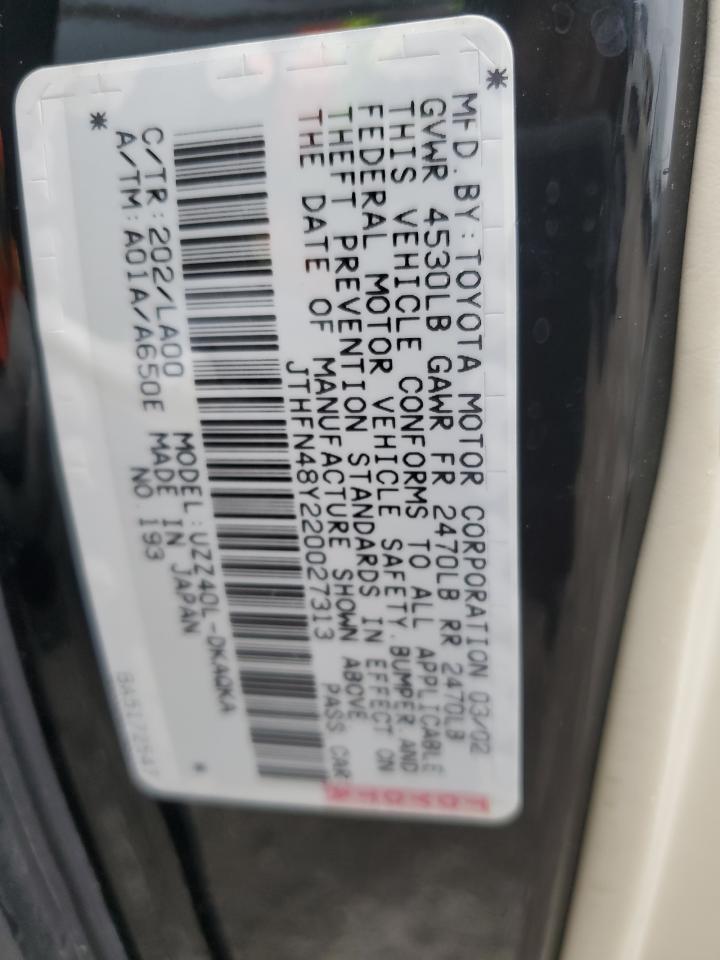 MFD. BY: TOYOTA MOTOR CORPORATION 03/02
GVWR 4530LB GAWR FR 2470LB RR 2470LB
THIS VEHICLE CONFORMS TO ALL APPLICABLE
FEDERAL MOTOR VEHICLE SAFETY, BUMPER AND
THEFT PREVENTION STANDARDS IN EFFECT ON
THE DATE OF MANUFACTURE SHOWN ABOVE.
JTHFN48Y220027313 PASS CAR
C/TR: 202/LA00 MODEL: UZZ40L-DKAQKA
A/TM: A01A/A650E MADE IN JAPAN
NO. 193
TOYOTA